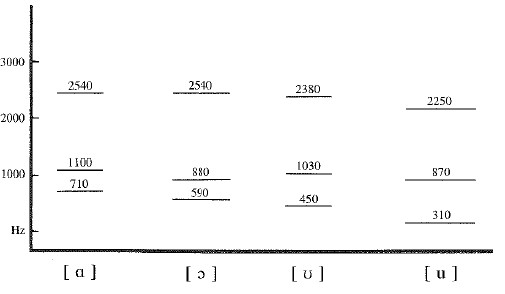 3000
2000
1000
Hz
2540 2540 2380 2250
1100 880 1030 870
710 590 450 310
[ ɑ ] [ ɔ ] [ ʊ ] [ u ]